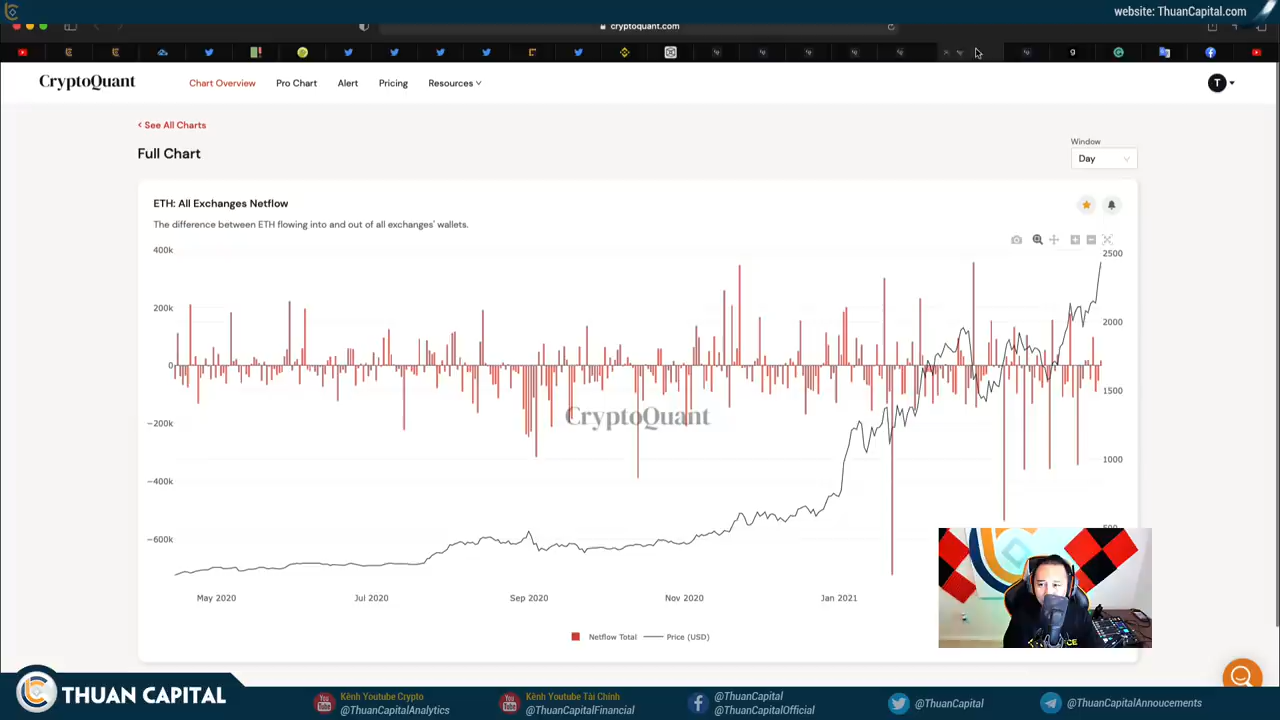 website: ThuanCapital.com
cryptoquant.com
CryptoQuant
Chart Overview
Pro Chart
Alert
Pricing
Resources
T
< See All Charts
Full Chart
Window
Day
ETH: All Exchanges Netflow
The difference between ETH flowing into and out of all exchanges' wallets.
400k
200k
0
−200k
−400k
−600k
2500
2000
1500
1000
CryptoQuant
May 2020
Jul 2020
Sep 2020
Nov 2020
Jan 2021
Netflow Total
Price (USD)
THUAN CAPITAL
Kênh Youtube Crypto
@ThuanCapitalAnalytics
Kênh Youtube Tài Chính
@ThuanCapitalFinancial
@ThuanCapital
@ThuanCapitalOfficial
@ThuanCapital
@ThuanCapitalAnnoucements